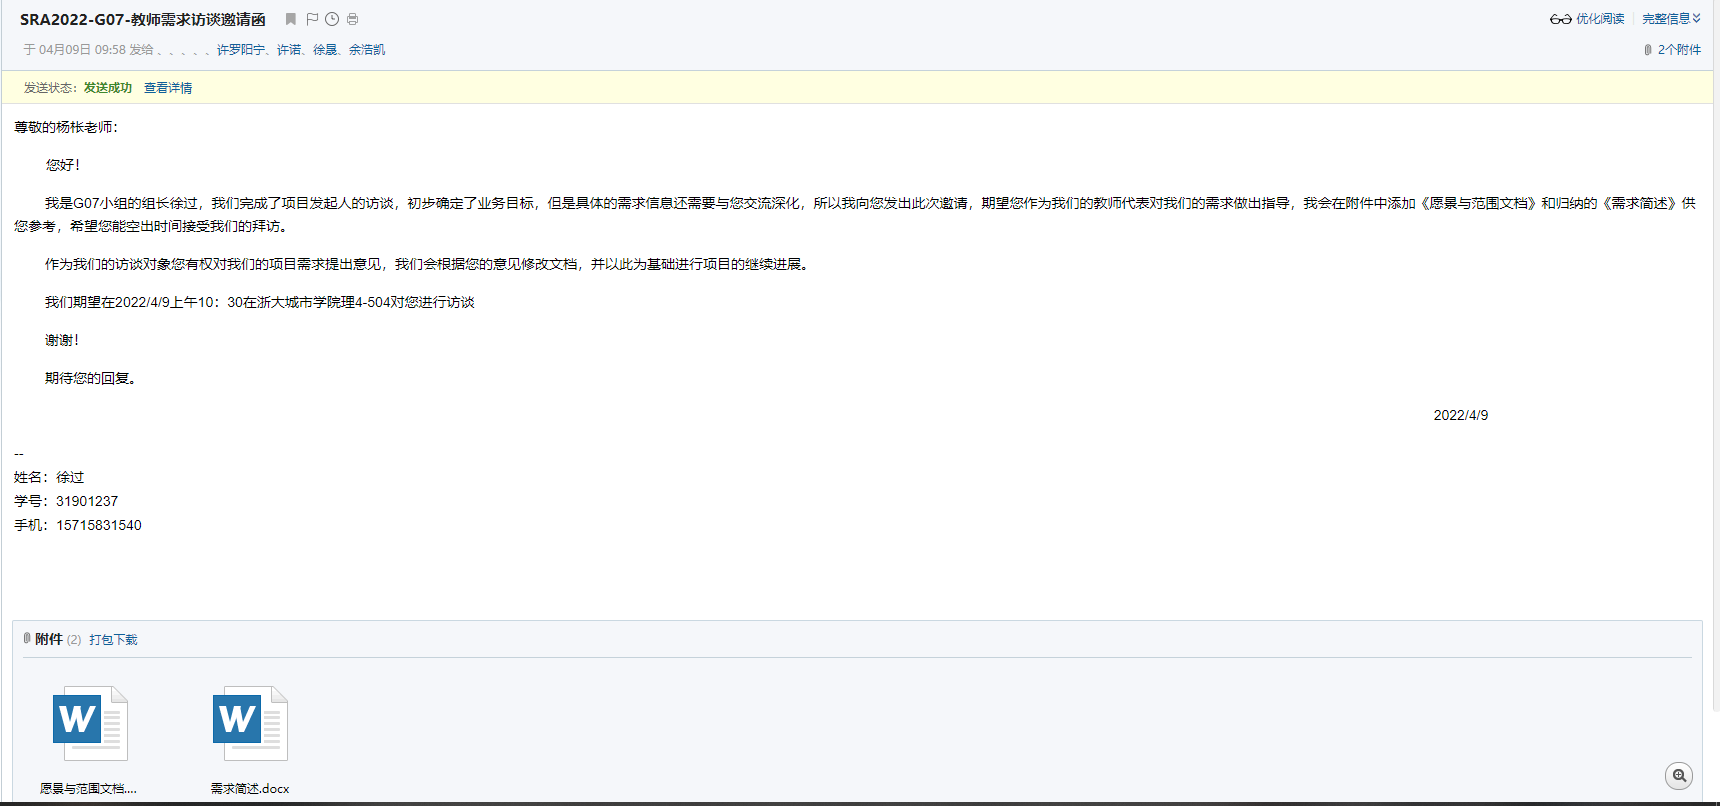 SRA2022-G07-教师需求访谈邀请函
优化阅读 完整信息
于 04月09日 09:58 发给 、、、、、许罗阳宁、许诺、徐晟、余浩凯
2个附件
发送状态：发送成功 查看详情
尊敬的杨枨老师：
您好！
我是G07小组的组长徐过，我们完成了项目发起人的访谈，初步确定了业务目标，但是具体的需求信息还需要与您交流深化，所以我向您发出此次邀请，期望您作为我们的教师代表对我们的需求做出指导，我会在附件中添加《愿景与范围文档》和归纳的《需求简述》供
您参考，希望您能空出时间接受我们的拜访。
作为我们的访谈对象您有权对我们的项目需求提出意见，我们会根据您的意见修改文档，并以此为基础进行项目的继续进展。
我们期望在2022/4/9上午10：30在浙大城市学院理4-504对您进行访谈
谢谢！
期待您的回复。
2022/4/9
--
姓名：徐过
学号：31901237
手机：15715831540
附件 (2) 打包下载
W W
愿景与范围文档.... 需求简述.docx